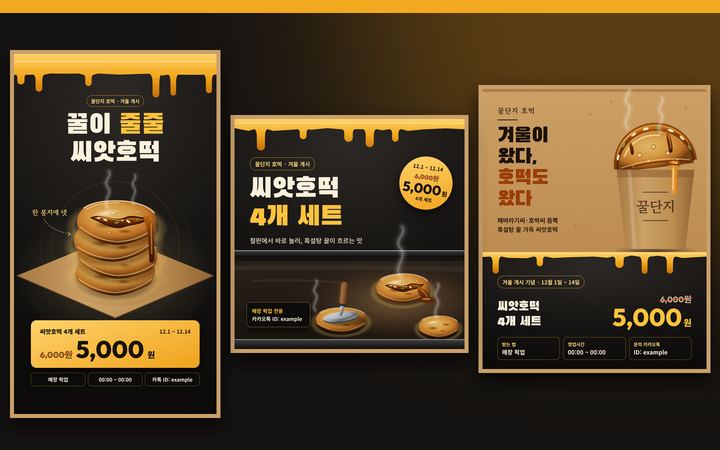 꿀단지 호떡 · 겨울 개시
꿀이 줄줄
씨앗호떡
한 봉지에 넷
씨앗호떡 4개 세트
12.1 ~ 12.14
6,000원 5,000 원
매장 픽업
00:00 ~ 00:00
카톡 ID: example
꿀단지 호떡 · 겨울 개시
씨앗호떡
4개 세트
철판에서 바로 눌러, 흑설탕 꿀이 흐르는 맛
12.1 ~ 12.14
6,000원
5,000원
4개 세트
매장 픽업 전용
카카오톡 ID: example
꿀단지 호떡
겨울이
왔다,
호떡도
왔다
해바라기씨·호박씨 듬뿍
흑설탕 꿀 가득 씨앗호떡
꿀단지
겨울 개시 기념 · 12월 1일 ~ 14일
씨앗호떡
4개 세트
6,000원
5,000원
받는 법
매장 픽업
영업시간
00:00 ~ 00:00
문의 카카오톡
ID: example